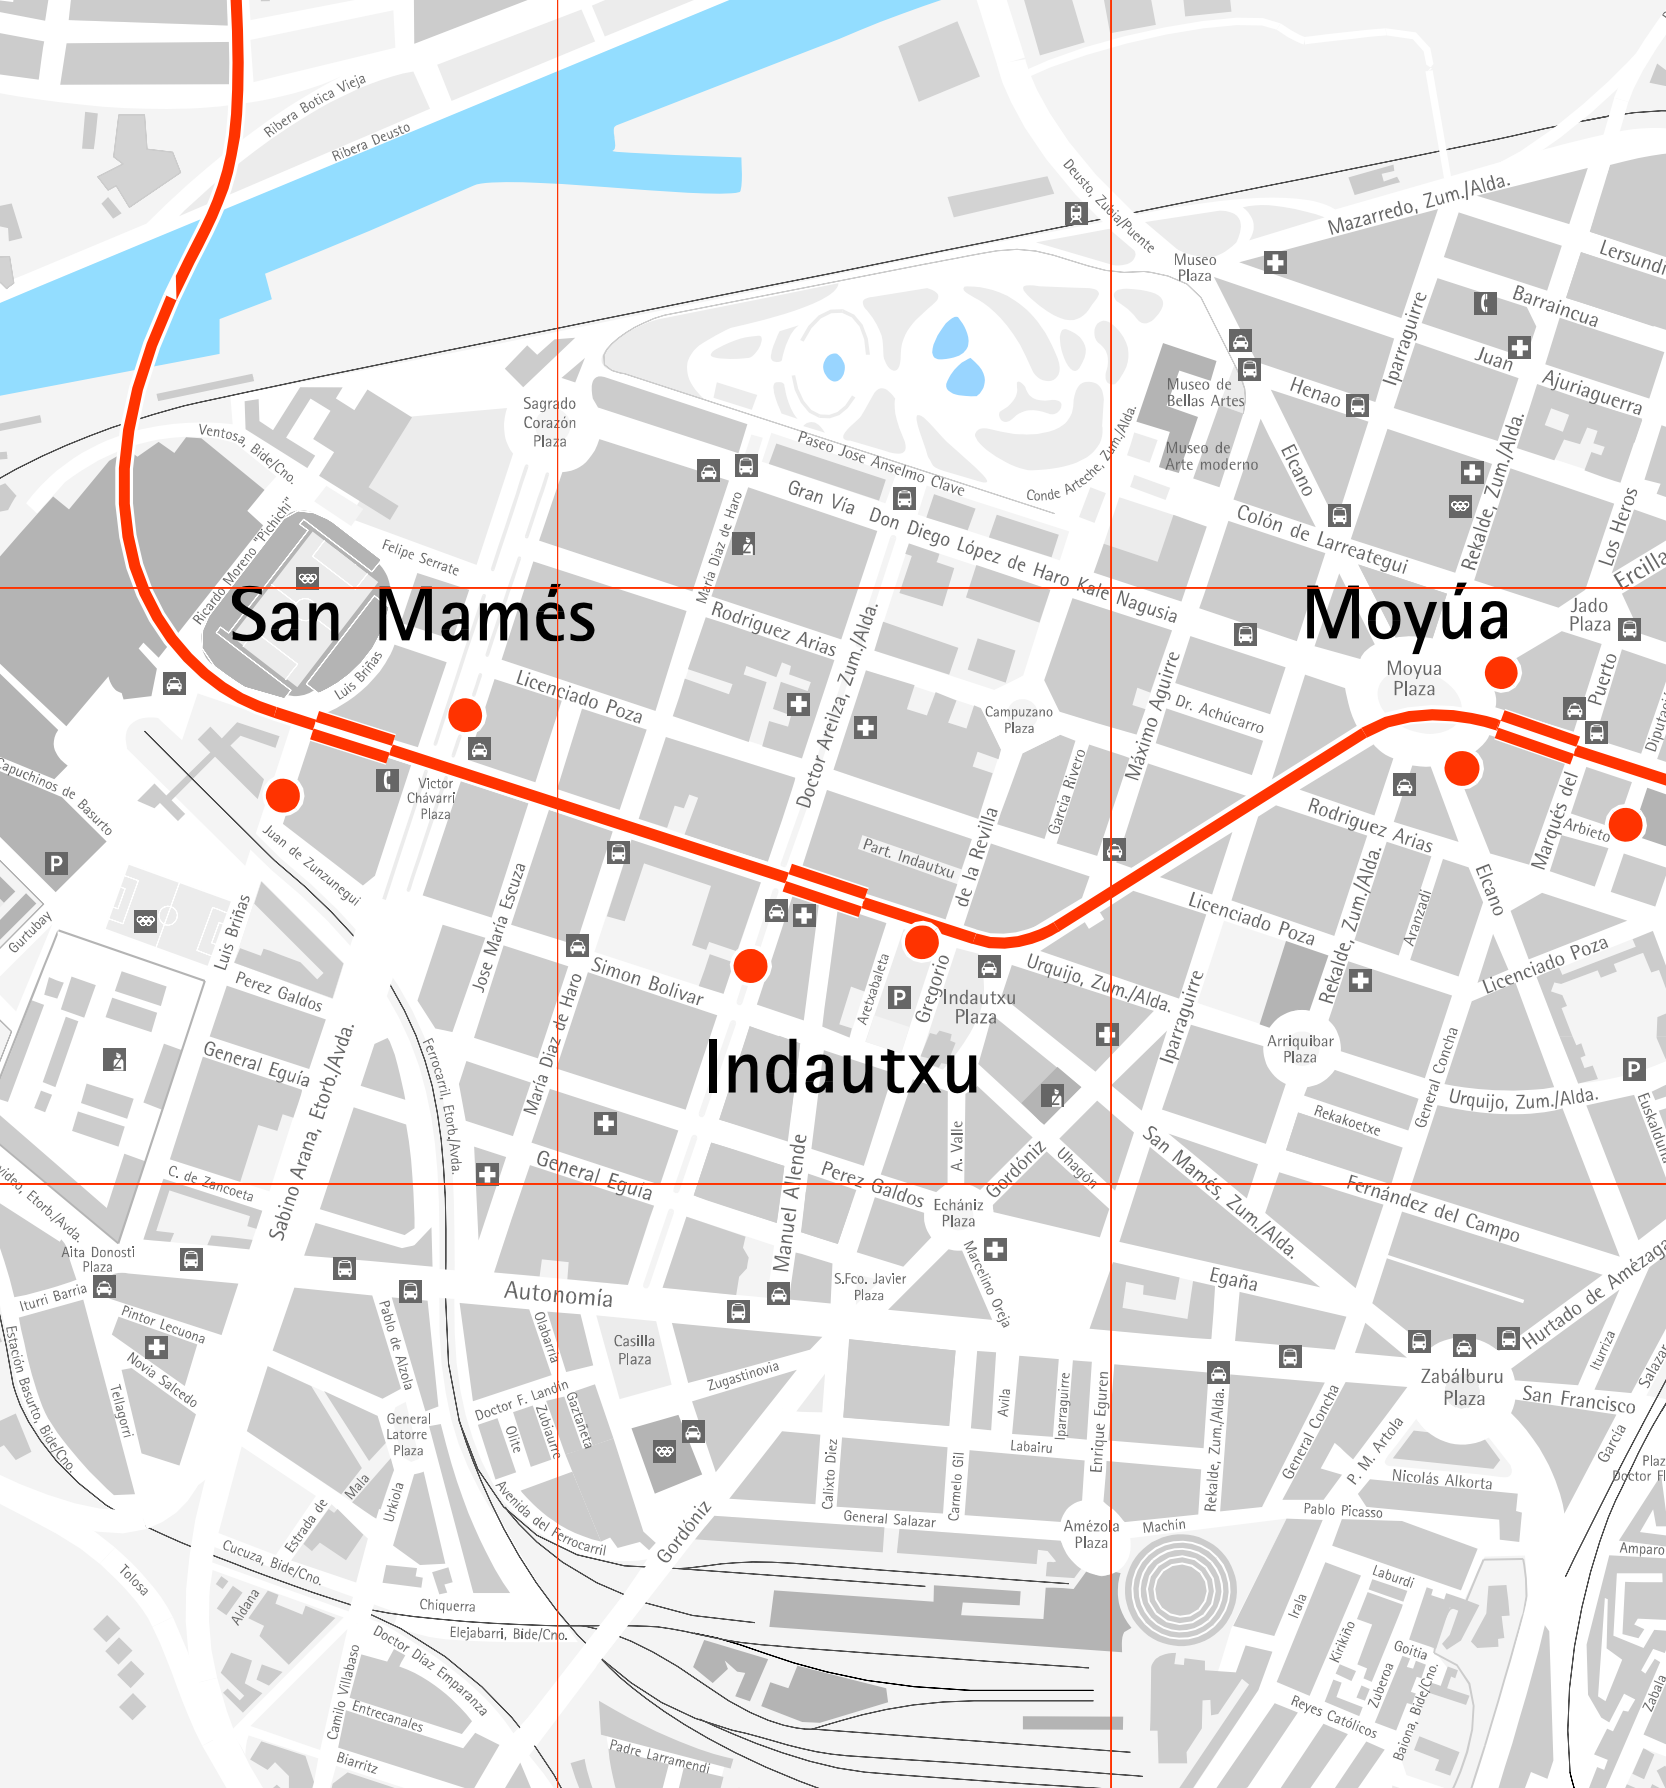 Ribera Botica Vieja
Ribera Deusto
Deusto, Zubia/Puente
Mazarredo, Zum./Alda.
Museo
Plaza
Lersundi
Barraincua
Iparraguirre
Juan
Ajuriaguerra
Henao
Museo de
Bellas Artes
Museo de
Arte moderno
Elcano
Rekalde, Zum./Alda.
Los Heros
Ercilla
Colón de Larreategui
Conde Arteche, Zum./Alda.
Sagrado
Corazón
Plaza
Ventosa, Bide/Cno.
Ricardo Moreno "Pichichi"
Felipe Serrate
Paseo Jose Anselmo Clave
Gran Vía Don Diego López de Haro Kale Nagusia
María Diaz de Haro
San Mamés
Moyúa
Jado
Plaza
Moyua
Plaza
Puerto
Marqués del
Arbieto
Rodriguez Arias
Luis Briñas
Licenciado Poza
Doctor Areilza, Zum./Alda.
Campuzano
Plaza
Máximo Aguirre
Dr. Achúcarro
García Rivero
Part. Indautxu
Gregorio de la Revilla
Rodriguez Arias
Victor
Chávarri
Plaza
Capuchinos de Basurto
P
Juan de Zunzunegui
Gurtubay
Luis Briñas
Perez Galdos
General Eguía
Jose María Escuza
María Diaz de Haro
Simon Bolivar
Aretxabaleta
P
Indautxu
Plaza
Urquijo, Zum./Alda.
Licenciado Poza
Rekalde, Zum./Alda.
Aranzadi
Elcano
Licenciado Poza
Iparraguirre
Arriquibar
Plaza
General Concha
Urquijo, Zum./Alda.
P
Rekakoetxe
Indautxu
Sabino Arana, Etorb./Avda.
Ferrocarril, Etorb./Avda.
C. de Zancoeta
General Eguía
Manuel Allende
Perez Galdos
A. Valle
Gordóniz
Uhagón
San Mamés, Zum./Alda.
Fernández del Campo
Echániz
Plaza
Marcelino Oreja
S.Fco. Javier
Plaza
Egaña
Hurtado de Amézaga
Aita Donosti
Plaza
Iturri Barria
Pintor Lecuona
Novia Salcedo
Tellagorri
Estación Basurto, Bide/Cno.
Pablo de Alzola
Autonomía
Olabarria
Casilla
Plaza
Zugastinovia
Doctor F. Landín
Gaztañeta
Zubiaurre
Olite
General
Latorre
Plaza
Mala
Urkiola
Estrada de
Avenida del Ferrocarril
Gordóniz
Calixto Diez
Carmelo Gil
Avila
Iparraguirre
Labairu
Enrique Eguren
General Salazar
Amézola
Plaza
Machin
Rekalde, Zum./Alda.
General Concha
P. M. Artola
Zabálburu
Plaza
San Francisco
Iturriza
Salazar
García
Nicolás Alkorta
Pablo Picasso
Amparo
Laburdi
Irala
Kirikiño
Goitia
Zuberoa
Baiona, Bide/Cno.
Reyes Católicos
Zabala
Tolosa
Cucuza, Bide/Cno.
Aldana
Chiquerra
Elejabarri, Bide/Cno.
Doctor Diaz Emparanza
Camilo Villabaso
Entrecanales
Biarritz
Padre Larramendi